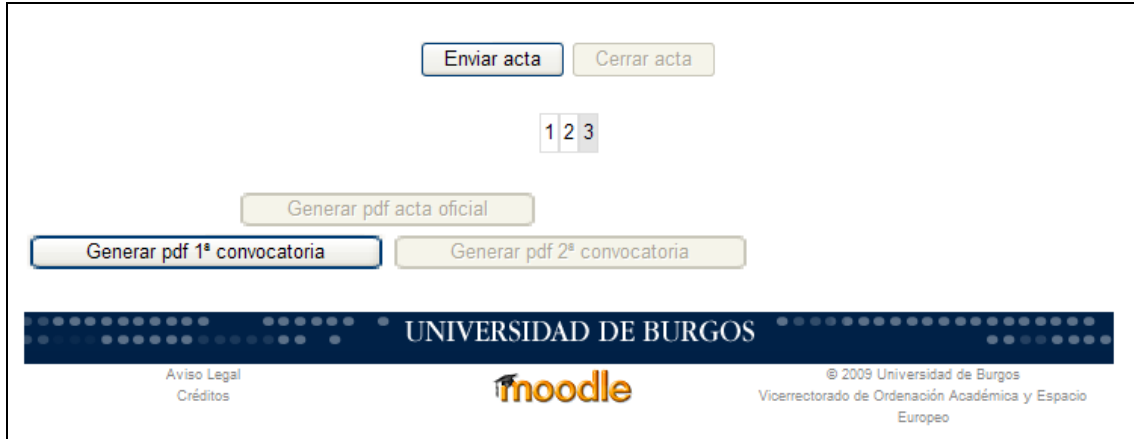 Enviar acta Cerrar acta
1 2 3
Generar pdf acta oficial
Generar pdf 1ª convocatoria Generar pdf 2ª convocatoria
UNIVERSIDAD DE BURGOS
Aviso Legal
Créditos
moodle
© 2009 Universidad de Burgos
Vicerrectorado de Ordenación Académica y Espacio
Europeo